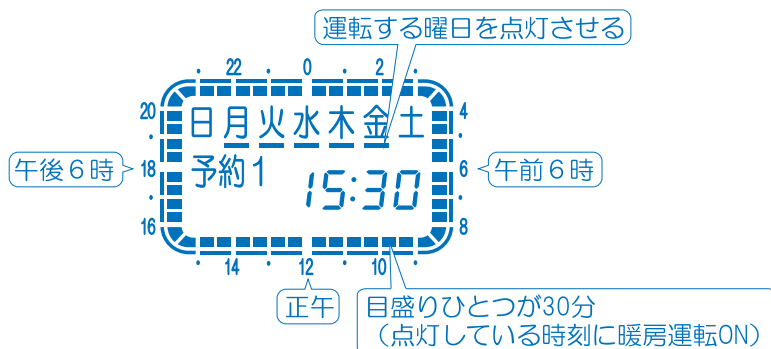 運転する曜日を点灯させる
22 0 2
20 4
日月火水木金土
午後6時 18 予約1 6 午前6時
15:30
16 8
14 12 10
正午
目盛りひとつが30分
(点灯している時刻に暖房運転ON)